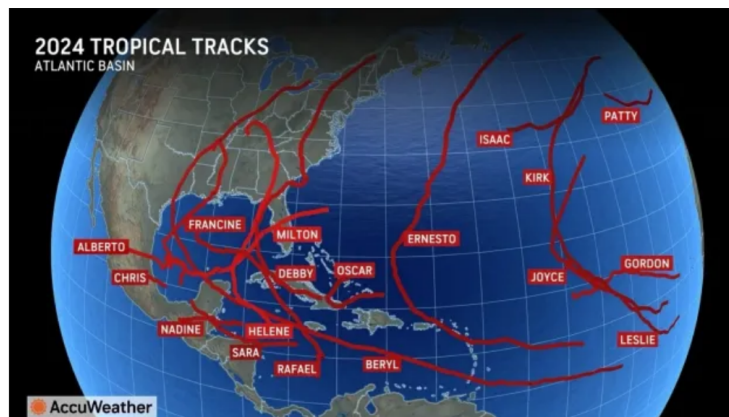 2024 TROPICAL TRACKS
ATLANTIC BASIN
PATTY
ISAAC
KIRK
FRANCINE
MILTON
ERNESTO
ALBERTO
CHRIS
DEBBY
OSCAR
JOYCE
GORDON
NADINE
HELENE
SARA
RAFAEL
BERYL
LESLIE
AccuWeather